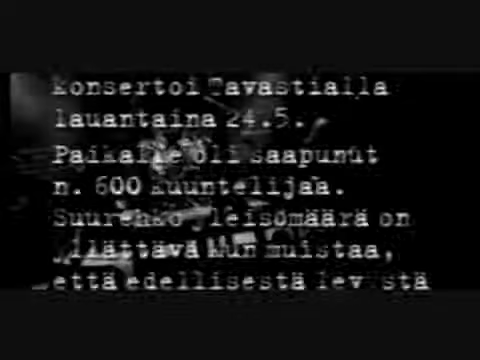 konsertoi Tavastialla
lauantaina 24.5.
Paikalle oli saapunut
n. 600 kuuntelijaa.
Suurehko yleisömäärä on
yllättävä kun muistaa,
että edellisestä levystä